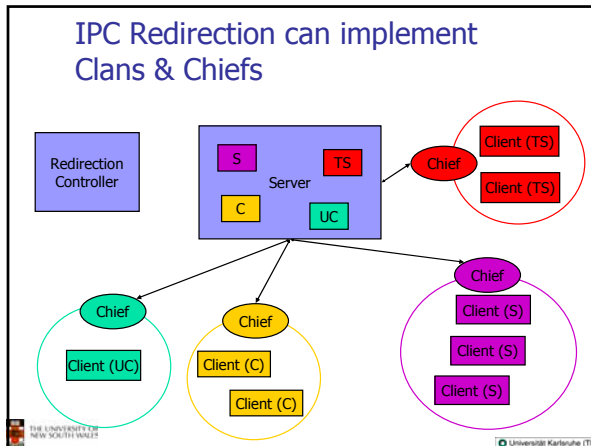 IPC Redirection can implement
Clans & Chiefs
Redirection
Controller
S
TS
Server
C
UC
Chief
Client (TS)
Client (TS)
Chief
Client (UC)
Chief
Client (C)
Client (C)
Chief
Client (S)
Client (S)
Client (S)
THE UNIVERSITY OF
NEW SOUTH WALES
Universität Karlsruhe (T